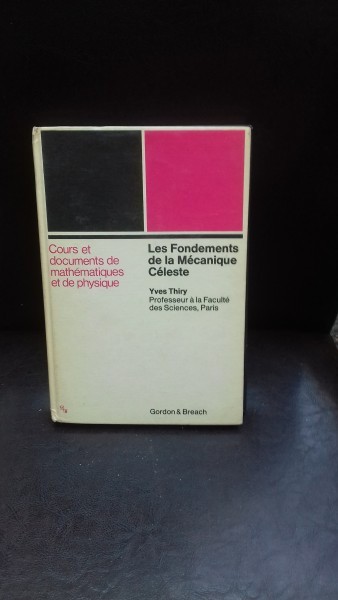 Cours et
documents de
mathématiques
et de physique
Les Fondements
de la Mécanique
Céleste
Yves Thiry
Professeur à la Faculté
des Sciences, Paris
Gordon & Breach